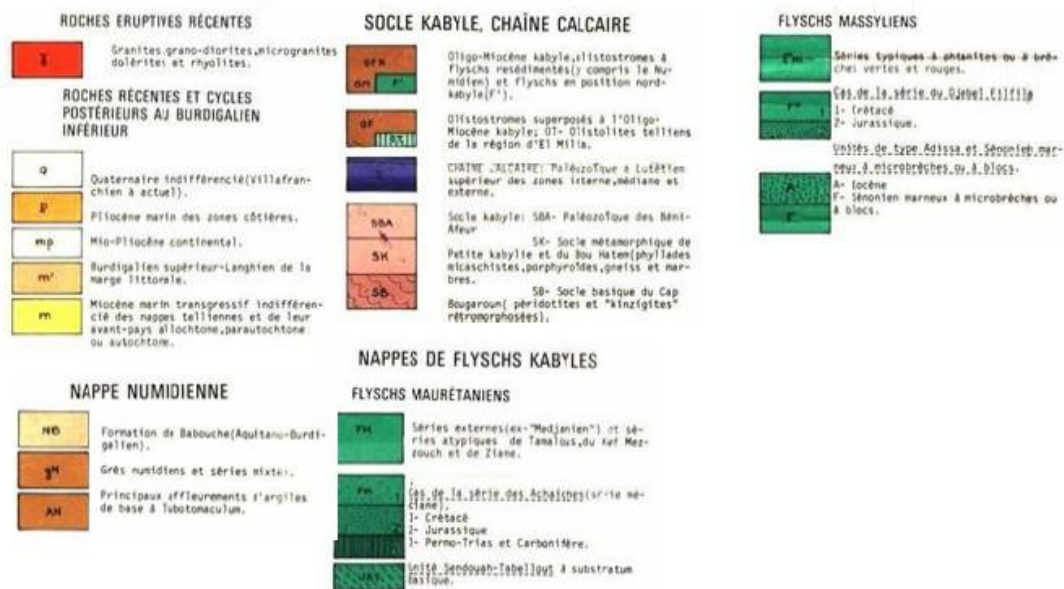 ROCHES ERUPTIVES RÉCENTES
Granites,grano-diorites,microgranites
dolérites et rhyolites.
ROCHES RÉCENTES ET CYCLES
POSTÉRIEURS AU BURDIGALIEN
INFÉRIEUR
q
Quaternaire indifférencié(Villafran-
chien à actuel).
P
Pliocène marin des zones côtières.
mp
Mio-Pliocène continental.
m'
Burdigalien supérieur-Langhien de la
marge littorale.
m
Miocène marin transgressif indifféren-
cié des nappes telliennes et de leur
avant-pays allochtone,parautochtone
ou autochtone.
NAPPE NUMIDIENNE
NB
Formation de Babouche(Aquitano-Burdi-
galien).
gN
Grès numidiens et séries mixtes.
AN
Principaux affleurements d'argiles
de base à Tubotomaculum.
SOCLE KABYLE, CHAÎNE CALCAIRE
OM
F'
Oligo-Miocène kabyle,olistostromes à
flyschs resédimentés(y compris le Nu-
midien) et flyschs en position nord-
kabyle(F').
OF
Olistostromes superposés à l'Oligo-
Miocène kabyle; OT- Olistolites telliens
de la région d'El Milia.
CHAÎNE CALCAIRE: Paléozoïque à Lutétien
supérieur des zones interne,médiane et
externe.
SBA
SK
SB
Socle kabyle: SBA- Paléozoïque des Béni-
Afeur
SK- Socle métamorphique de
Petite kabylie et du Bou Hatem(phyllades
micaschistes,porphyroïdes,gneiss et mar-
bres.
SB- Socle basique du Cap
Bougaroun( péridotites et "kinzigites"
rétromorphosées).
NAPPES DE FLYSCHS KABYLES
FLYSCHS MAURÉTANIENS
FM
Séries externes(ex-"Medjanien") et sé-
ries atypiques de Tamalous,du Kef Mez-
zouch et de Ziane.
Fm
1
2
Cas de la série des Achaiches(série mé-
diane).
1- Crétacé
2- Jurassique
3- Permo-Trias et Carbonifère.
Unité Sendouah-Tabellout à substratum
basique.
FLYSCHS MASSYLIENS
Séries typiques à phtanites ou à brè-
ches vertes et rouges.
1
Cas de la série du Djebel Filfila
1- Crétacé
2- Jurassique.
Unités de type Adissa et Sénonien mar-
neux à microbrèches ou à blocs.
A
F
A- Eocène
F- Sénonien marneux à microbrèches ou
à blocs.